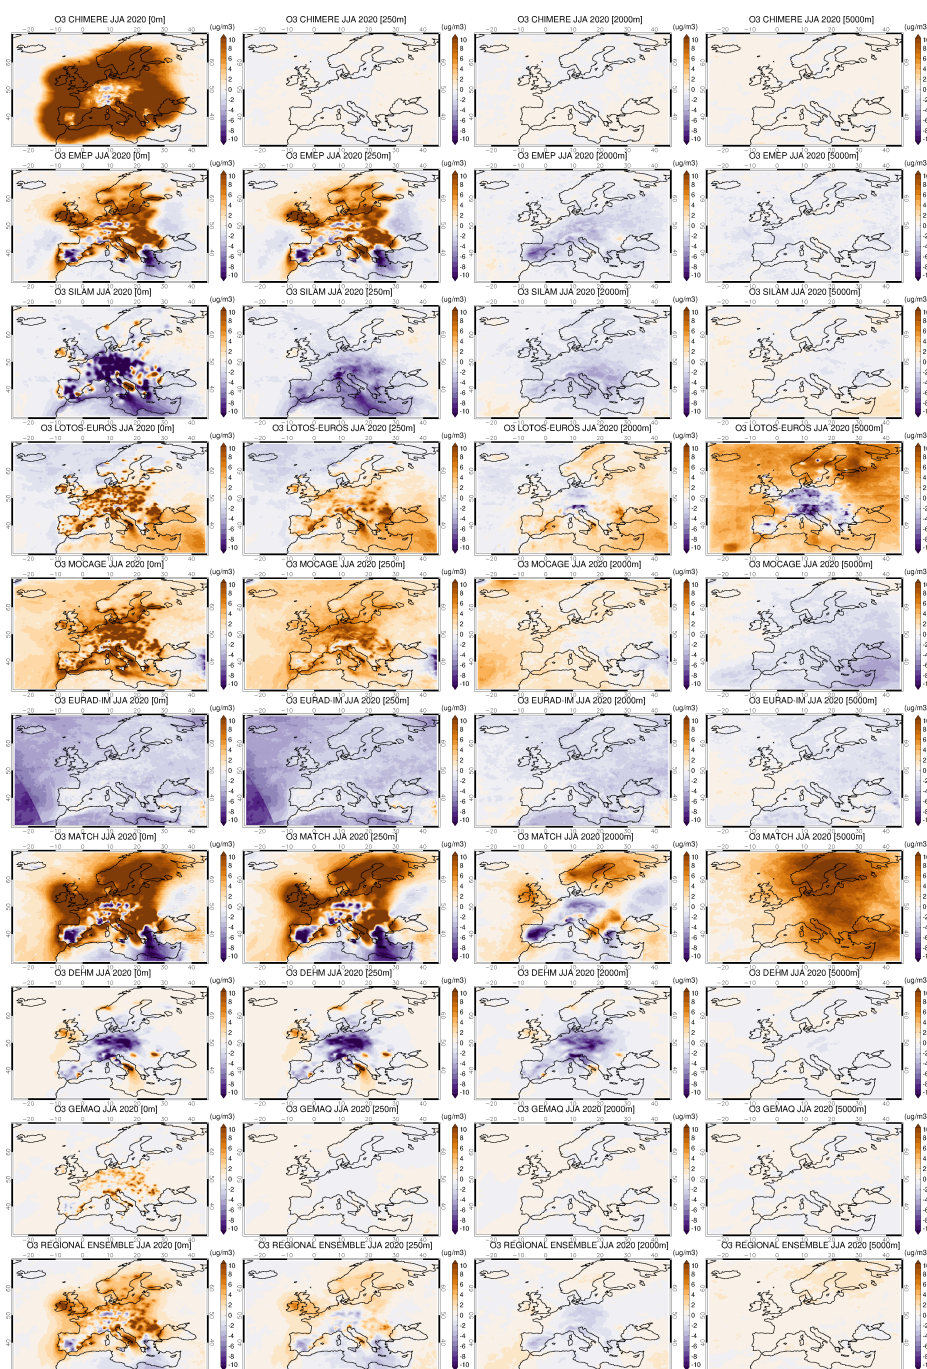 O3 CHIMERE JJA 2020 [0m]
O3 CHIMERE JJA 2020 [250m]
O3 CHIMERE JJA 2020 [2000m]
O3 CHIMERE JJA 2020 [5000m]
O3 EMEP JJA 2020 [0m]
O3 EMEP JJA 2020 [250m]
O3 EMEP JJA 2020 [2000m]
O3 EMEP JJA 2020 [5000m]
O3 SILAM JJA 2020 [0m]
O3 SILAM JJA 2020 [250m]
O3 SILAM JJA 2020 [2000m]
O3 SILAM JJA 2020 [5000m]
O3 LOTOS-EUROS JJA 2020 [0m]
O3 LOTOS-EUROS JJA 2020 [250m]
O3 LOTOS-EUROS JJA 2020 [2000m]
O3 LOTOS-EUROS JJA 2020 [5000m]
O3 MOCAGE JJA 2020 [0m]
O3 MOCAGE JJA 2020 [250m]
O3 MOCAGE JJA 2020 [2000m]
O3 MOCAGE JJA 2020 [5000m]
O3 EURAD-IM JJA 2020 [0m]
O3 EURAD-IM JJA 2020 [250m]
O3 EURAD-IM JJA 2020 [2000m]
O3 EURAD-IM JJA 2020 [5000m]
O3 MATCH JJA 2020 [0m]
O3 MATCH JJA 2020 [250m]
O3 MATCH JJA 2020 [2000m]
O3 MATCH JJA 2020 [5000m]
O3 DEHM JJA 2020 [0m]
O3 DEHM JJA 2020 [250m]
O3 DEHM JJA 2020 [2000m]
O3 DEHM JJA 2020 [5000m]
O3 GEMAQ JJA 2020 [0m]
O3 GEMAQ JJA 2020 [250m]
O3 GEMAQ JJA 2020 [2000m]
O3 GEMAQ JJA 2020 [5000m]
O3 REGIONAL ENSEMBLE JJA 2020 [0m]
O3 REGIONAL ENSEMBLE JJA 2020 [250m]
O3 REGIONAL ENSEMBLE JJA 2020 [2000m]
O3 REGIONAL ENSEMBLE JJA 2020 [5000m]
(ug/m3)
10
8
6
4
2
0
-2
-4
-6
-8
-10
-20
-10
0
10
20
30
40
60
50
40